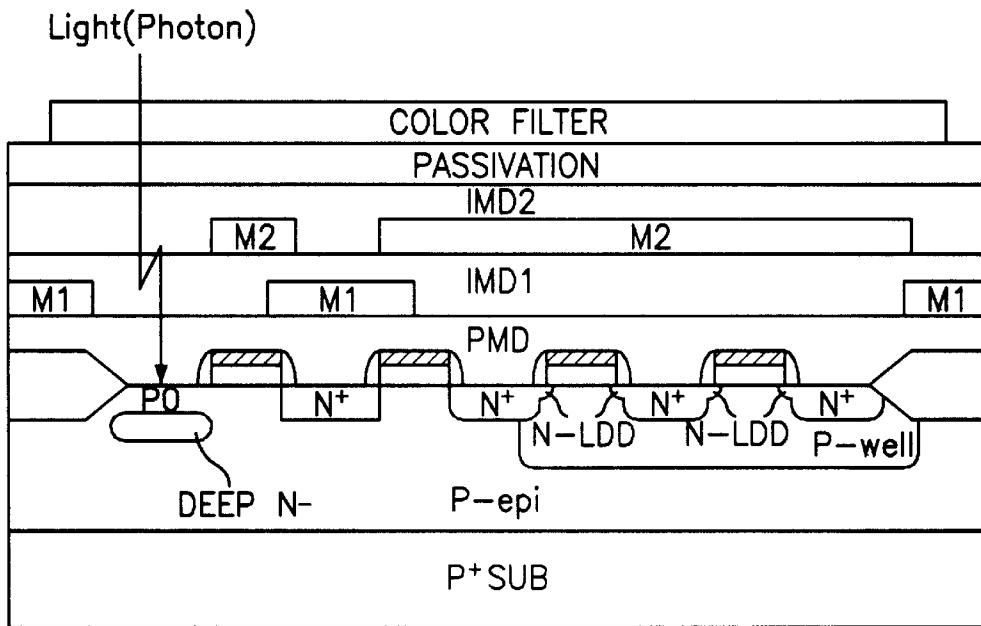 Light(Photon)
COLOR FILTER
PASSIVATION
IMD2
M2 M2
IMD1
M1 M1 M1
PMD
P0 N+ N+ N+ N+
N-LDD N-LDD
P-well
DEEP N- P-epi
P+SUB